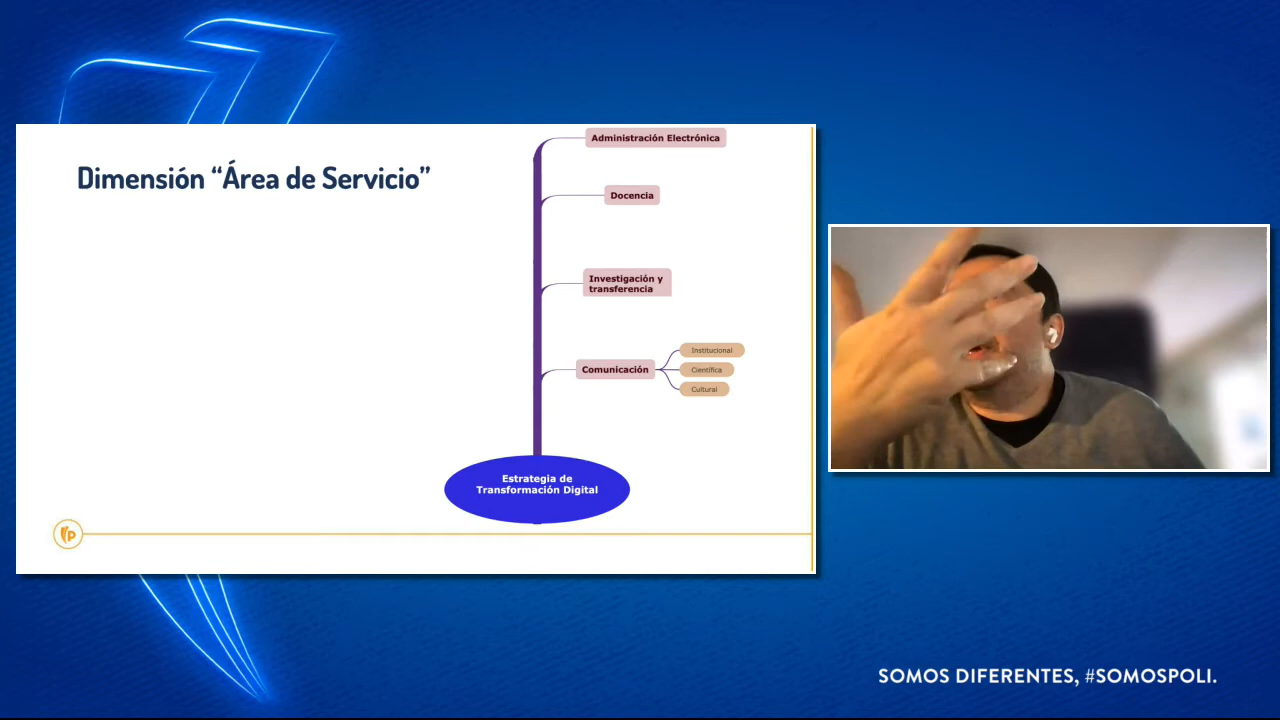 Dimensión “Área de Servicio”
Administración Electrónica
Docencia
Investigación y
transferencia
Comunicación
Institucional
Científica
Cultural
Estrategia de
Transformación Digital
P
SOMOS DIFERENTES, #SOMOSPOLI.